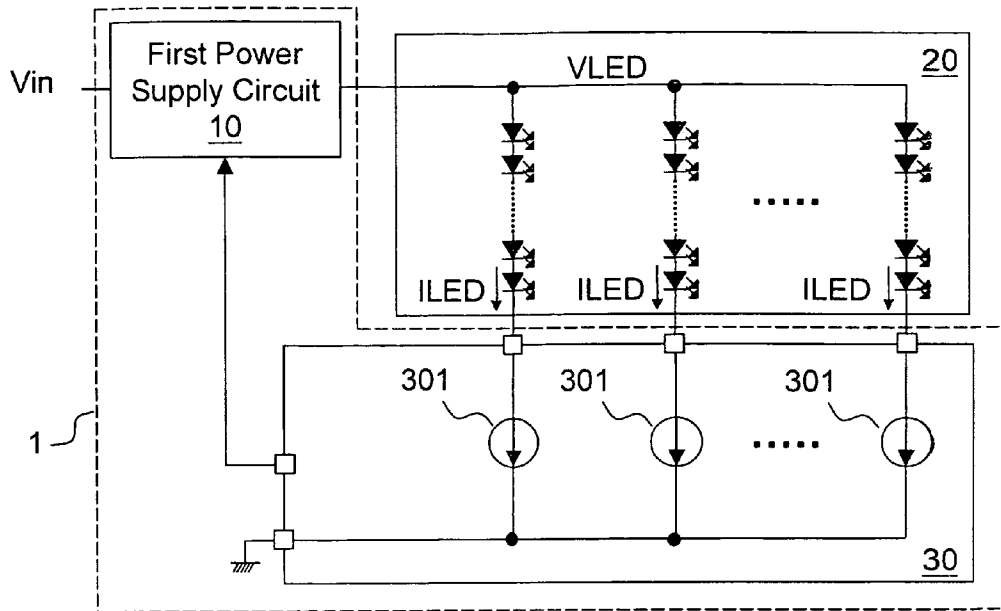 First Power
Supply Circuit
10
Vin
VLED
20
ILED
ILED
ILED
301
301
301
1
30